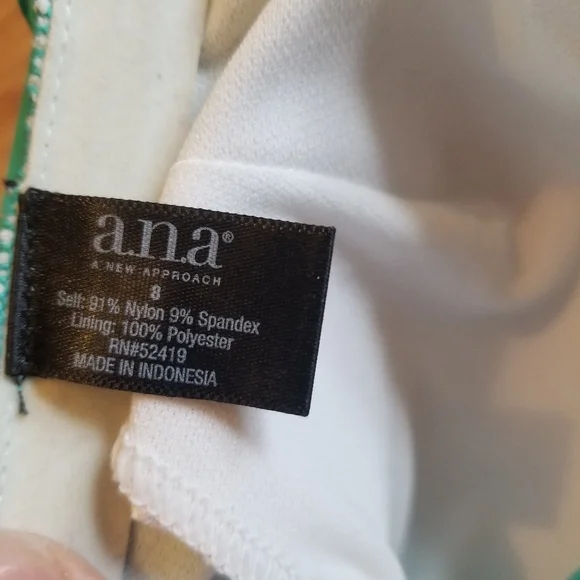 a.n.a®
A NEW APPROACH
8
Self: 91% Nylon 9% Spandex
Lining: 100% Polyester
RN#52419
MADE IN INDONESIA